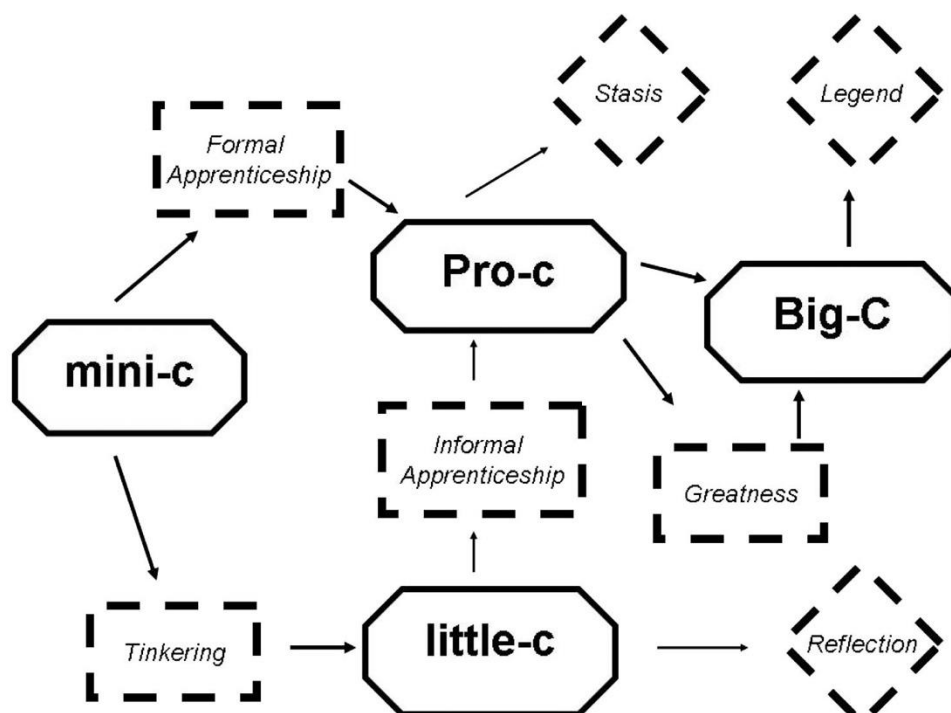 Stasis
Legend
Formal
Apprenticeship
Pro-c
Big-C
mini-c
Informal
Apprenticeship
Greatness
Tinkering
little-c
Reflection